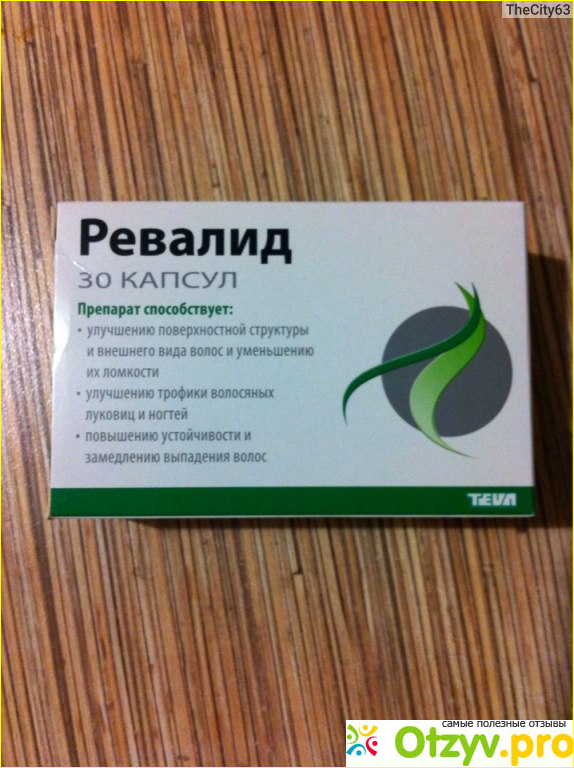 TheCity63
Ревалид
30 КАПСУЛ
Препарат способствует:
• улучшению поверхностной структуры
и внешнего вида волос и уменьшению
их ломкости
• улучшению трофики волосяных
луковиц и ногтей
• повышению устойчивости и
замедлению выпадения волос
TEVA
самые полезные отзывы
Otzyv.pro